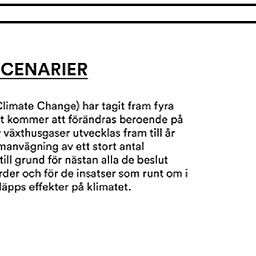 CENARIER
Climate Change) har tagit fram fyra
t kommer att förändras beroende på
växthusgaser utvecklas fram till år
manvägning av ett stort antal
till grund för nästan alla de beslut
rder och för de insatser som runt om i
läpps effekter på klimatet.